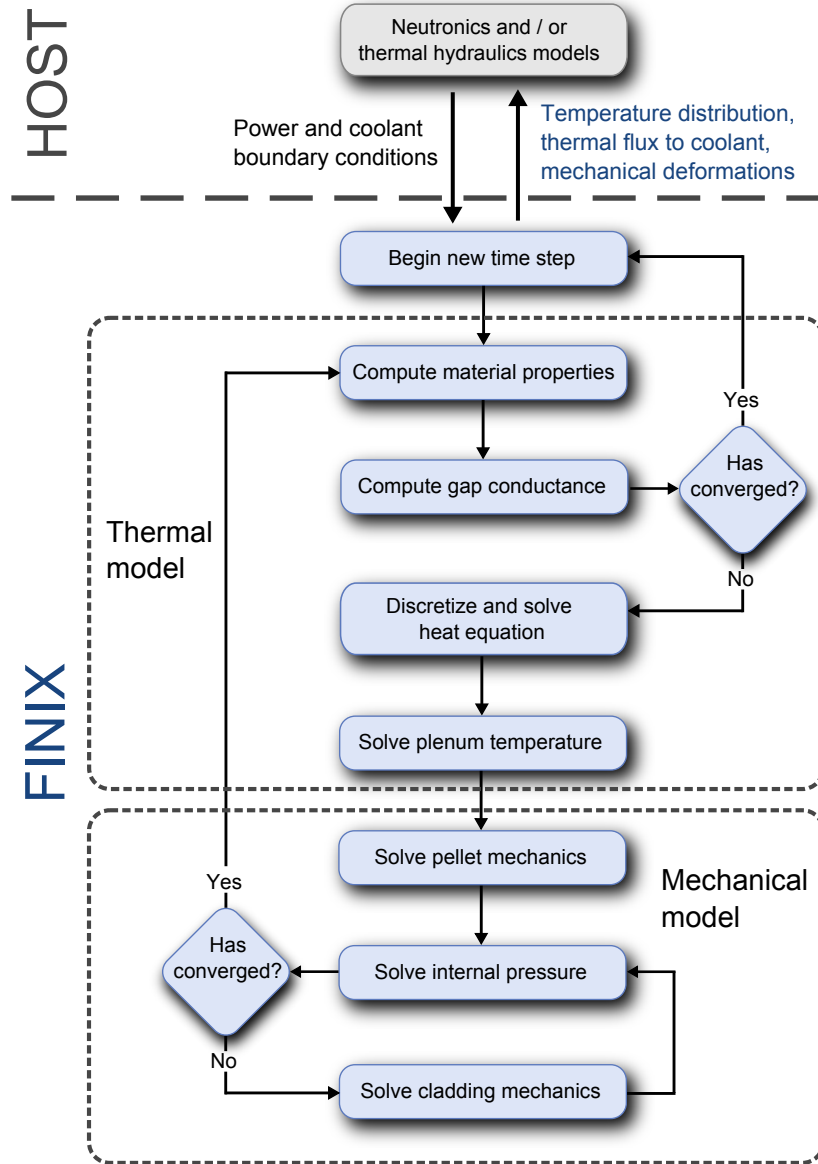 HOST
Neutronics and / or
thermal hydraulics models
Power and coolant
boundary conditions
Temperature distribution,
thermal flux to coolant,
mechanical deformations
FINIX
Begin new time step
Thermal
model
Compute material properties
Yes
Compute gap conductance
Has
converged?
No
Discretize and solve
heat equation
Solve plenum temperature
Mechanical
model
Solve pellet mechanics
Yes
Has
converged?
Solve internal pressure
No
Solve cladding mechanics